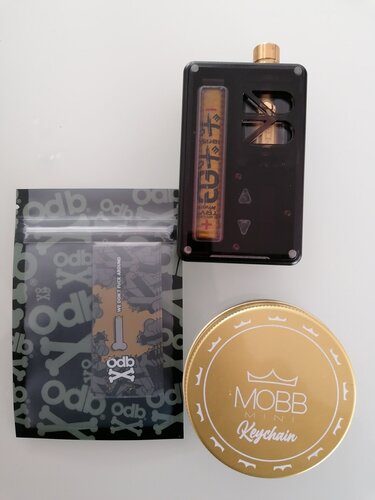 odb
WE DON'T FUCK AROUND
odb
MOBB
MINI
Keychain